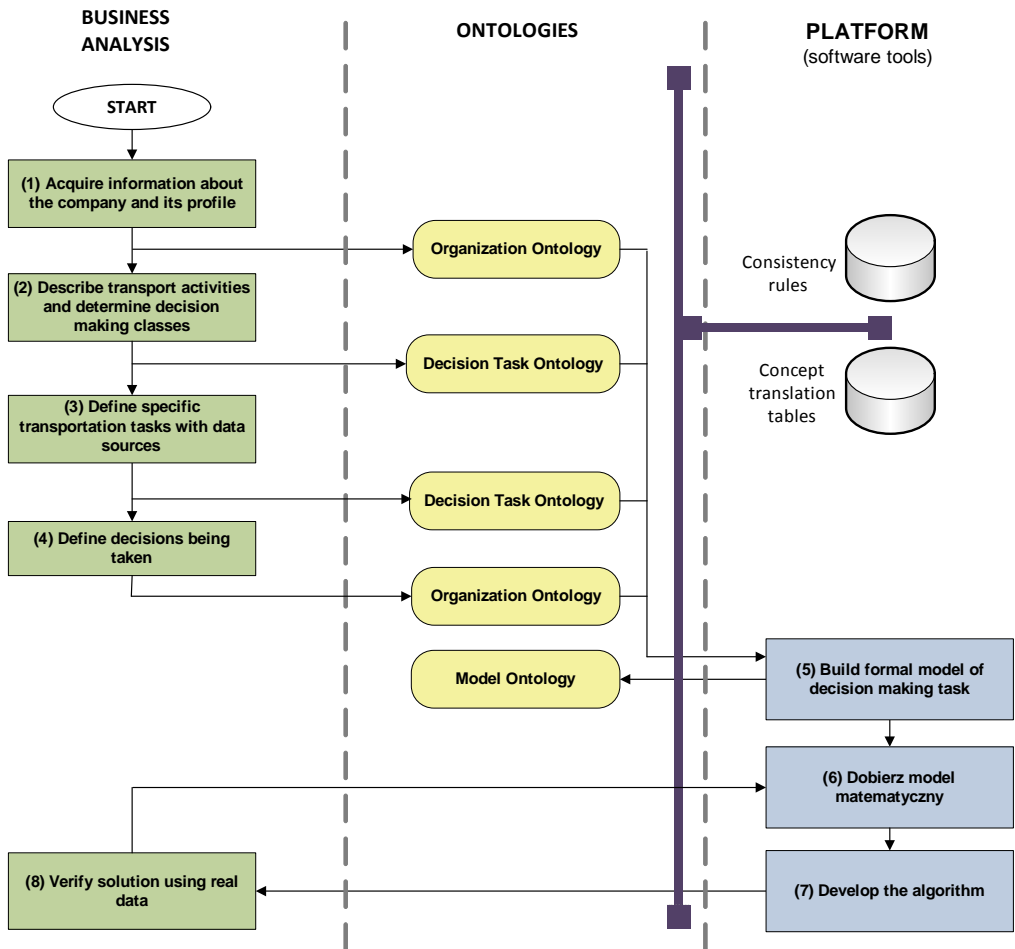 BUSINESS
ANALYSIS
ONTOLOGIES
PLATFORM
(software tools)
START
(1) Acquire information about
the company and its profile
Organization Ontology
Consistency
rules
(2) Describe transport activities
and determine decision
making classes
Decision Task Ontology
Concept
translation
tables
(3) Define specific
transportation tasks with data
sources
Decision Task Ontology
(4) Define decisions being
taken
Organization Ontology
(5) Build formal model of
decision making task
Model Ontology
(6) Dobierz model
matematyczny
(7) Develop the algorithm
(8) Verify solution using real
data